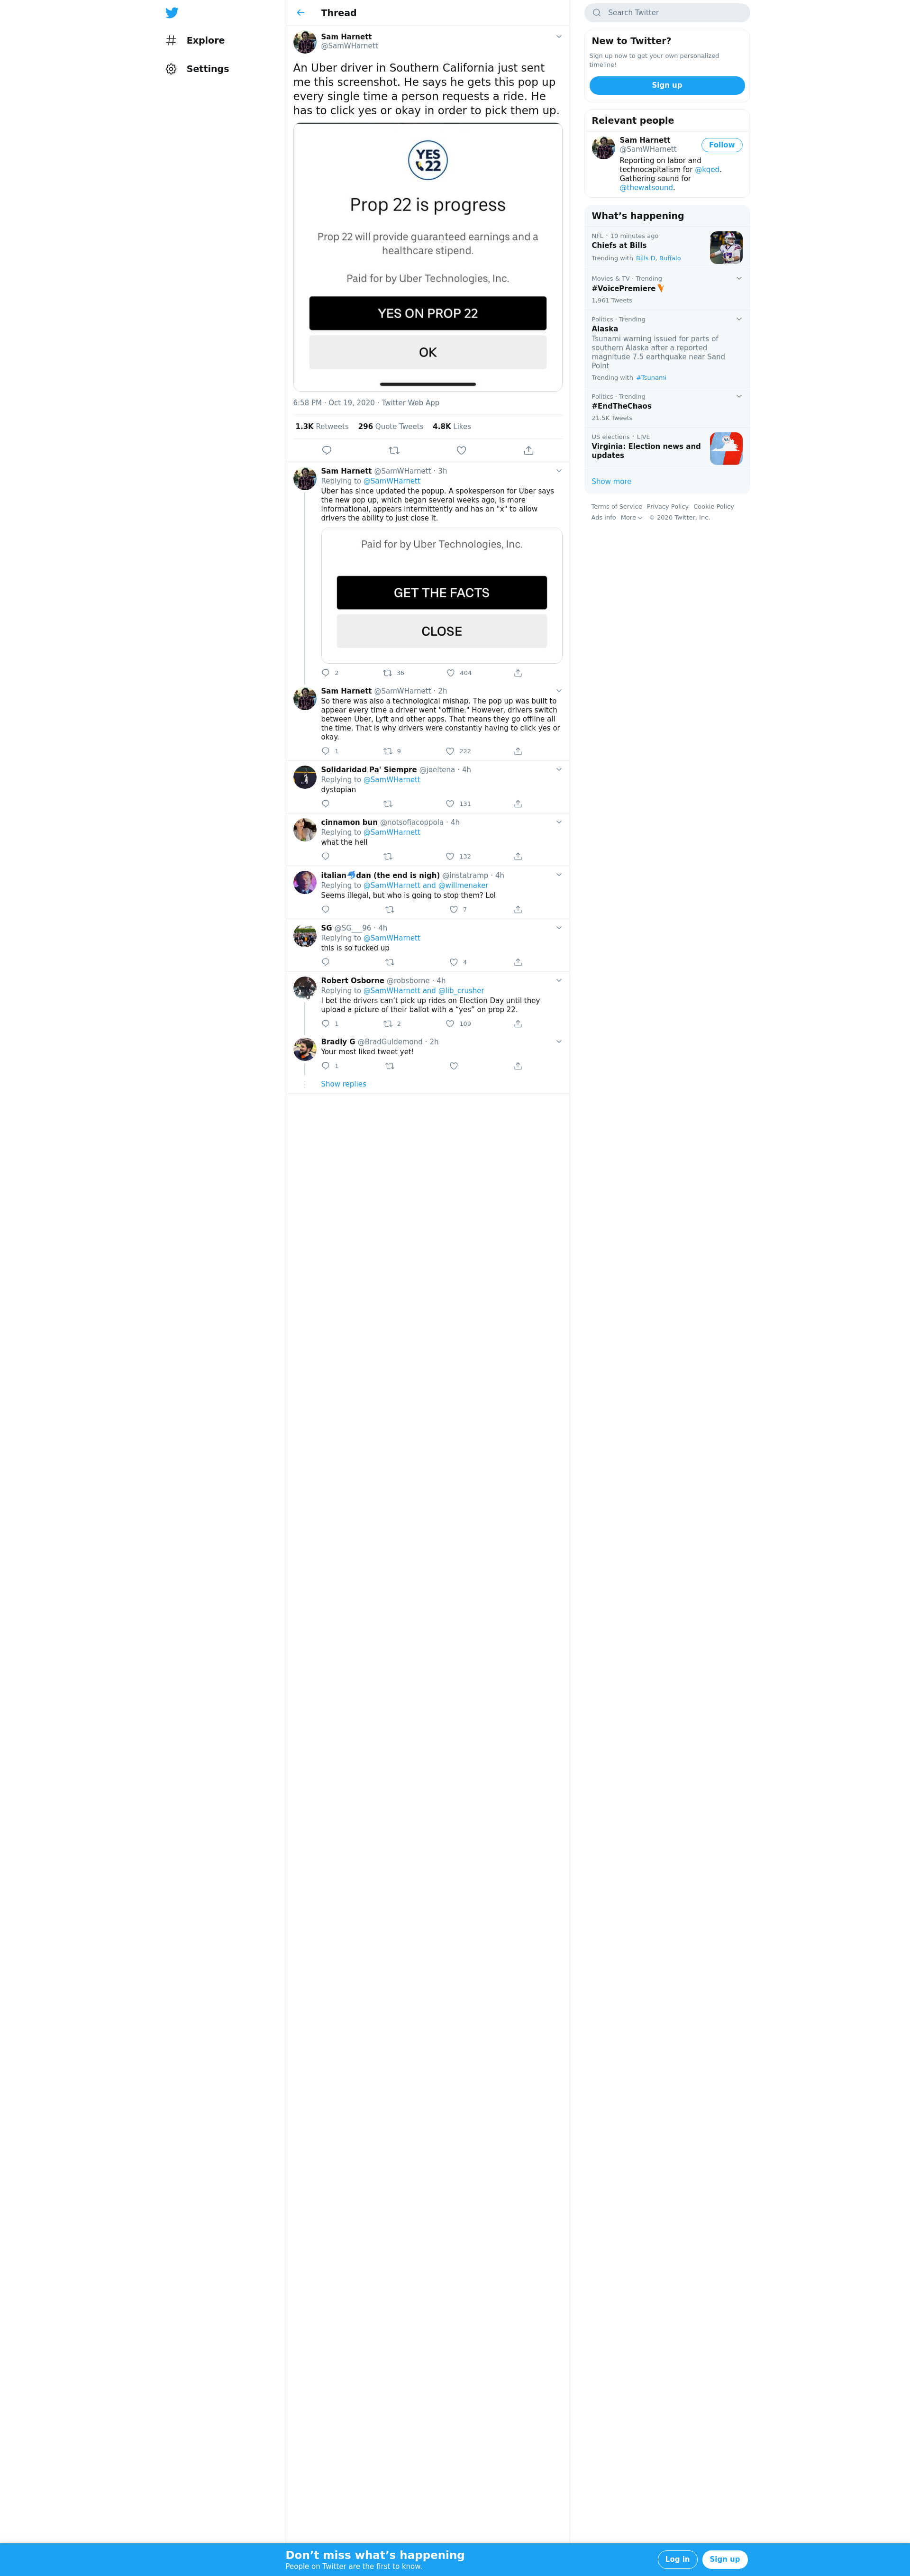 Explore
Settings
Thread
Sam Harnett
@SamWHarnett
An Uber driver in Southern California just sent
me this screenshot. He says he gets this pop up
every single time a person requests a ride. He
has to click yes or okay in order to pick them up.
YES
22
Prop 22 is progress
Prop 22 will provide guaranteed earnings and a
healthcare stipend.
Paid for by Uber Technologies, Inc.
YES ON PROP 22
OK
6:58 PM · Oct 19, 2020 · Twitter Web App
1.3K Retweets 296 Quote Tweets 4.8K Likes
Sam Harnett @SamWHarnett · 3h
Replying to @SamWHarnett
Uber has since updated the popup. A spokesperson for Uber says
the new pop up, which began several weeks ago, is more
informational, appears intermittently and has an "x" to allow
drivers the ability to just close it.
Paid for by Uber Technologies, Inc.
GET THE FACTS
CLOSE
2 36 404
Sam Harnett @SamWHarnett · 2h
So there was also a technological mishap. The pop up was built to
appear every time a driver went "offline." However, drivers switch
between Uber, Lyft and other apps. That means they go offline all
the time. That is why drivers were constantly having to click yes or
okay.
1 9 222
Solidaridad Pa' Siempre @joeltena · 4h
Replying to @SamWHarnett
dystopian
131
cinnamon bun @notsofiacoppola · 4h
Replying to @SamWHarnett
what the hell
132
italian dan (the end is nigh) @instatramp · 4h
Replying to @SamWHarnett and @willmenaker
Seems illegal, but who is going to stop them? Lol
7
SG @SG___96 · 4h
Replying to @SamWHarnett
this is so fucked up
4
Robert Osborne @robsborne · 4h
Replying to @SamWHarnett and @lib_crusher
I bet the drivers can’t pick up rides on Election Day until they
upload a picture of their ballot with a “yes” on prop 22.
1 2 109
Bradly G @BradGuldemond · 2h
Your most liked tweet yet!
1
Show replies
Search Twitter
New to Twitter?
Sign up now to get your own personalized
timeline!
Sign up
Relevant people
Sam Harnett
@SamWHarnett
Follow
Reporting on labor and
technocapitalism for @kqed.
Gathering sound for
@thewatsound.
What’s happening
NFL · 10 minutes ago
Chiefs at Bills
Trending with Bills D, Buffalo
Movies & TV · Trending
#VoicePremiere
1,961 Tweets
Politics · Trending
Alaska
Tsunami warning issued for parts of
southern Alaska after a reported
magnitude 7.5 earthquake near Sand
Point
Trending with #Tsunami
Politics · Trending
#EndTheChaos
21.5K Tweets
US elections · LIVE
Virginia: Election news and
updates
Show more
Terms of Service Privacy Policy Cookie Policy
Ads info More © 2020 Twitter, Inc.
Don’t miss what’s happening
People on Twitter are the first to know.
Log in
Sign up